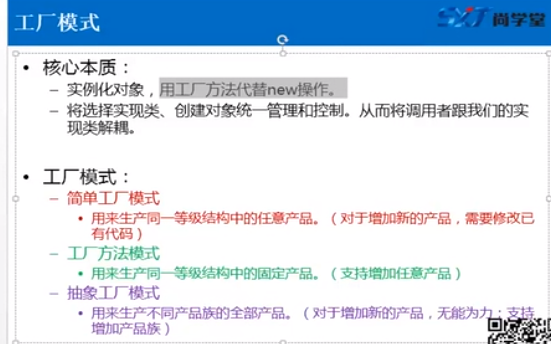 工厂模式
SXT 尚学堂
• 核心本质：
– 实例化对象，用工厂方法代替new操作。
– 将选择实现类、创建对象统一管理和控制。从而将调用者跟我们的实
现类解耦。
• 工厂模式：
– 简单工厂模式
• 用来生产同一等级结构中的任意产品。（对于增加新的产品，需要修改已
有代码）
– 工厂方法模式
• 用来生产同一等级结构中的固定产品。（支持增加任意产品）
– 抽象工厂模式
• 用来生产不同产品族的全部产品。（对于增加新的产品，无能为力；支持
增加产品族）